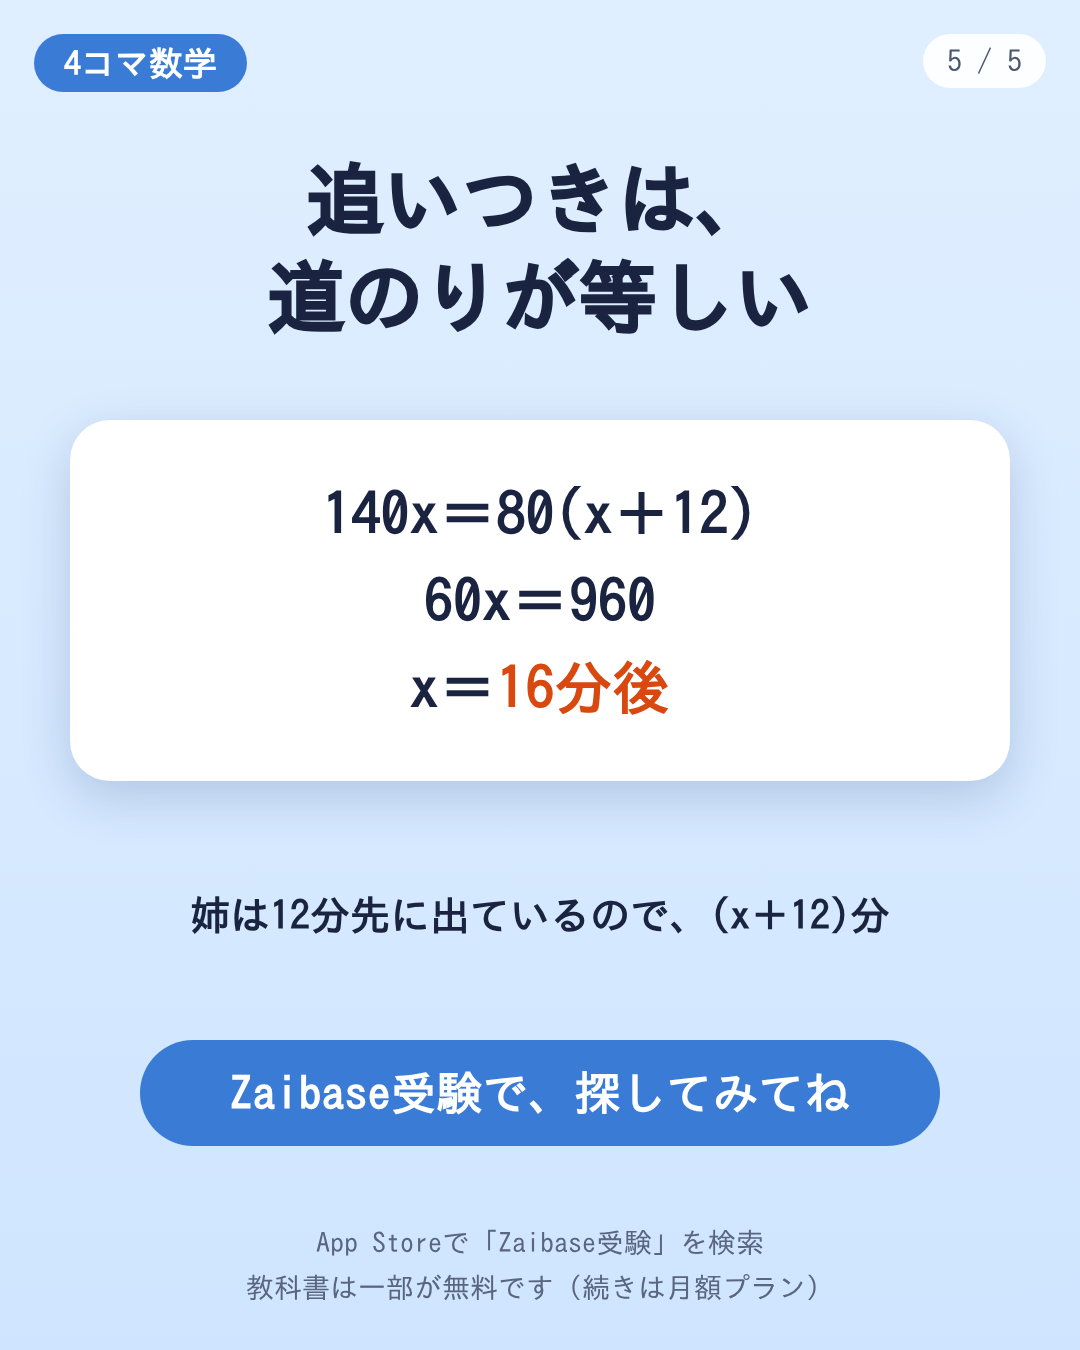 4コマ数学
5 / 5
追いつきは、
道のりが等しい
140x＝80(x＋12)
60x＝960
x＝16分後
姉は12分先に出ているので、(x＋12)分
Zaibase受験で、探してみてね
App Storeで「Zaibase受験」を検索
教科書は一部が無料です（続きは月額プラン）